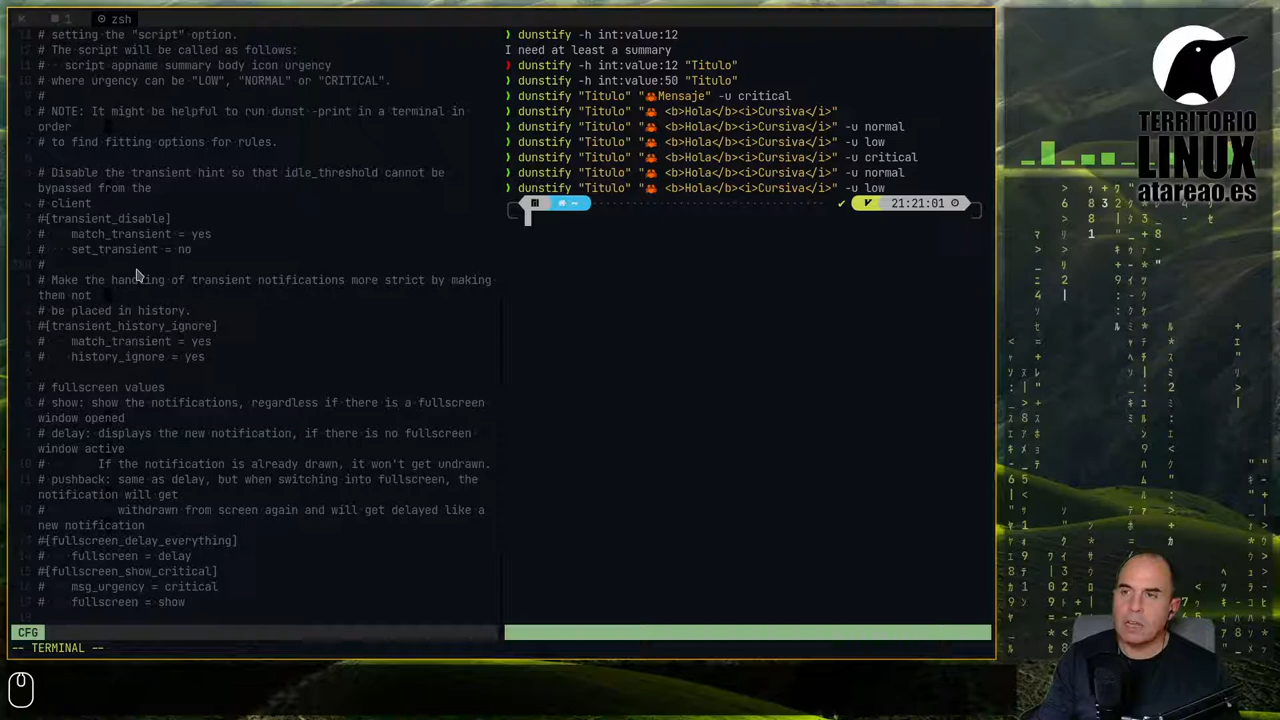 1 zsh
# setting the "script" option.
# The script will be called as follows:
#   script appname summary body icon urgency
# where urgency can be "LOW", "NORMAL" or "CRITICAL".
#
# NOTE: It might be helpful to run dunst -print in a terminal in
order
# to find fitting options for rules.
# Disable the transient hint so that idle_threshold cannot be
bypassed from the
# client
#[transient_disable]
#    match_transient = yes
#    set_transient = no
#
# Make the handling of transient notifications more strict by making
them not
# be placed in history.
#[transient_history_ignore]
#    match_transient = yes
#    history_ignore = yes
# fullscreen values
# show: show the notifications, regardless if there is a fullscreen
window opened
# delay: displays the new notification, if there is no fullscreen
window active
#        If the notification is already drawn, it won't get undrawn.
# pushback: same as delay, but when switching into fullscreen, the
notification will get
#           withdrawn from screen again and will get delayed like a
new notification
#[fullscreen_delay_everything]
#    fullscreen = delay
#[fullscreen_show_critical]
#    msg_urgency = critical
#    fullscreen = show
CFG
-- TERMINAL --
❯ dunstify -h int:value:12
I need at least a summary
❯ dunstify -h int:value:12 "Titulo"
❯ dunstify -h int:value:50 "Titulo"
❯ dunstify "Titulo" "🦀Mensaje" -u critical
❯ dunstify "Titulo" "🦀 <b>Hola</b><i>Cursiva</i>"
❯ dunstify "Titulo" "🦀 <b>Hola</b><i>Cursiva</i>" -u normal
❯ dunstify "Titulo" "🦀 <b>Hola</b><i>Cursiva</i>" -u low
❯ dunstify "Titulo" "🦀 <b>Hola</b><i>Cursiva</i>" -u critical
❯ dunstify "Titulo" "🦀 <b>Hola</b><i>Cursiva</i>" -u normal
❯ dunstify "Titulo" "🦀 <b>Hola</b><i>Cursiva</i>" -u low
~ ✔ 21:21:01
TERRITORIO
LINUX
atareao.es